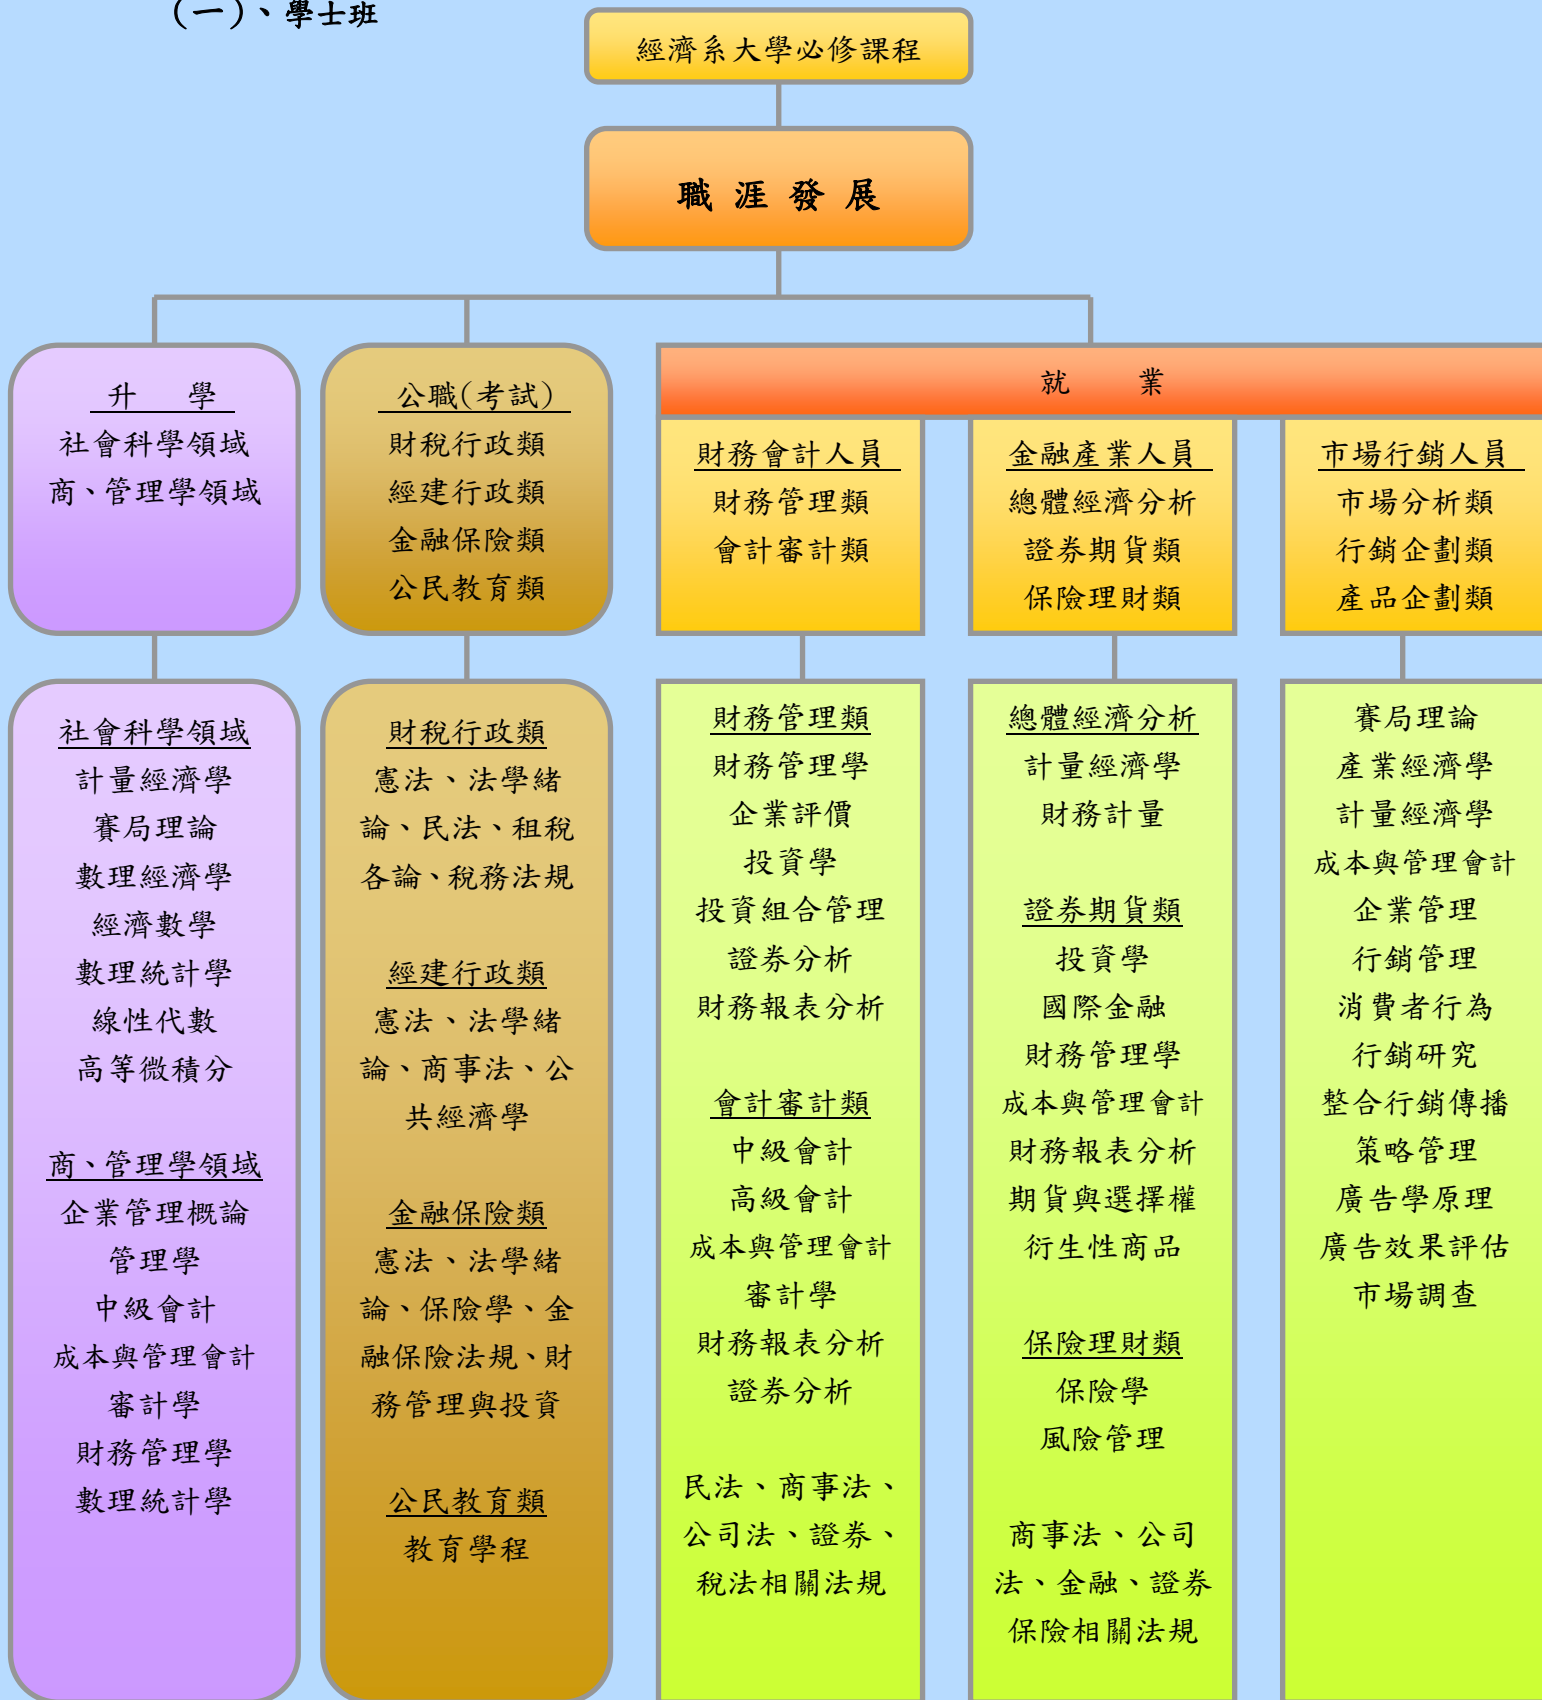 (一)、學士班
經濟系大學必修課程
職涯發展
升 學
社會科學領域
商、管理學領域
公職(考試)
財稅行政類
經建行政類
金融保險類
公民教育類
就 業
財務會計人員
財務管理類
會計審計類
金融產業人員
總體經濟分析
證券期貨類
保險理財類
市場行銷人員
市場分析類
行銷企劃類
產品企劃類
社會科學領域
計量經濟學
賽局理論
數理經濟學
經濟數學
數理統計學
線性代數
高等微積分
商、管理學領域
企業管理概論
管理學
中級會計
成本與管理會計
審計學
財務管理學
數理統計學
財稅行政類
憲法、法學緒
論、民法、租稅
各論、稅務法規
經建行政類
憲法、法學緒
論、商事法、公
共經濟學
金融保險類
憲法、法學緒
論、保險學、金
融保險法規、財
務管理與投資
公民教育類
教育學程
財務管理類
財務管理學
企業評價
投資學
投資組合管理
證券分析
財務報表分析
會計審計類
中級會計
高級會計
成本與管理會計
審計學
財務報表分析
證券分析
民法、商事法、
公司法、證券、
稅法相關法規
總體經濟分析
計量經濟學
財務計量
證券期貨類
投資學
國際金融
財務管理學
成本與管理會計
財務報表分析
期貨與選擇權
衍生性商品
保險理財類
保險學
風險管理
商事法、公司
法、金融、證券
保險相關法規
賽局理論
產業經濟學
計量經濟學
成本與管理會計
企業管理
行銷管理
消費者行為
行銷研究
整合行銷傳播
策略管理
廣告學原理
廣告效果評估
市場調查